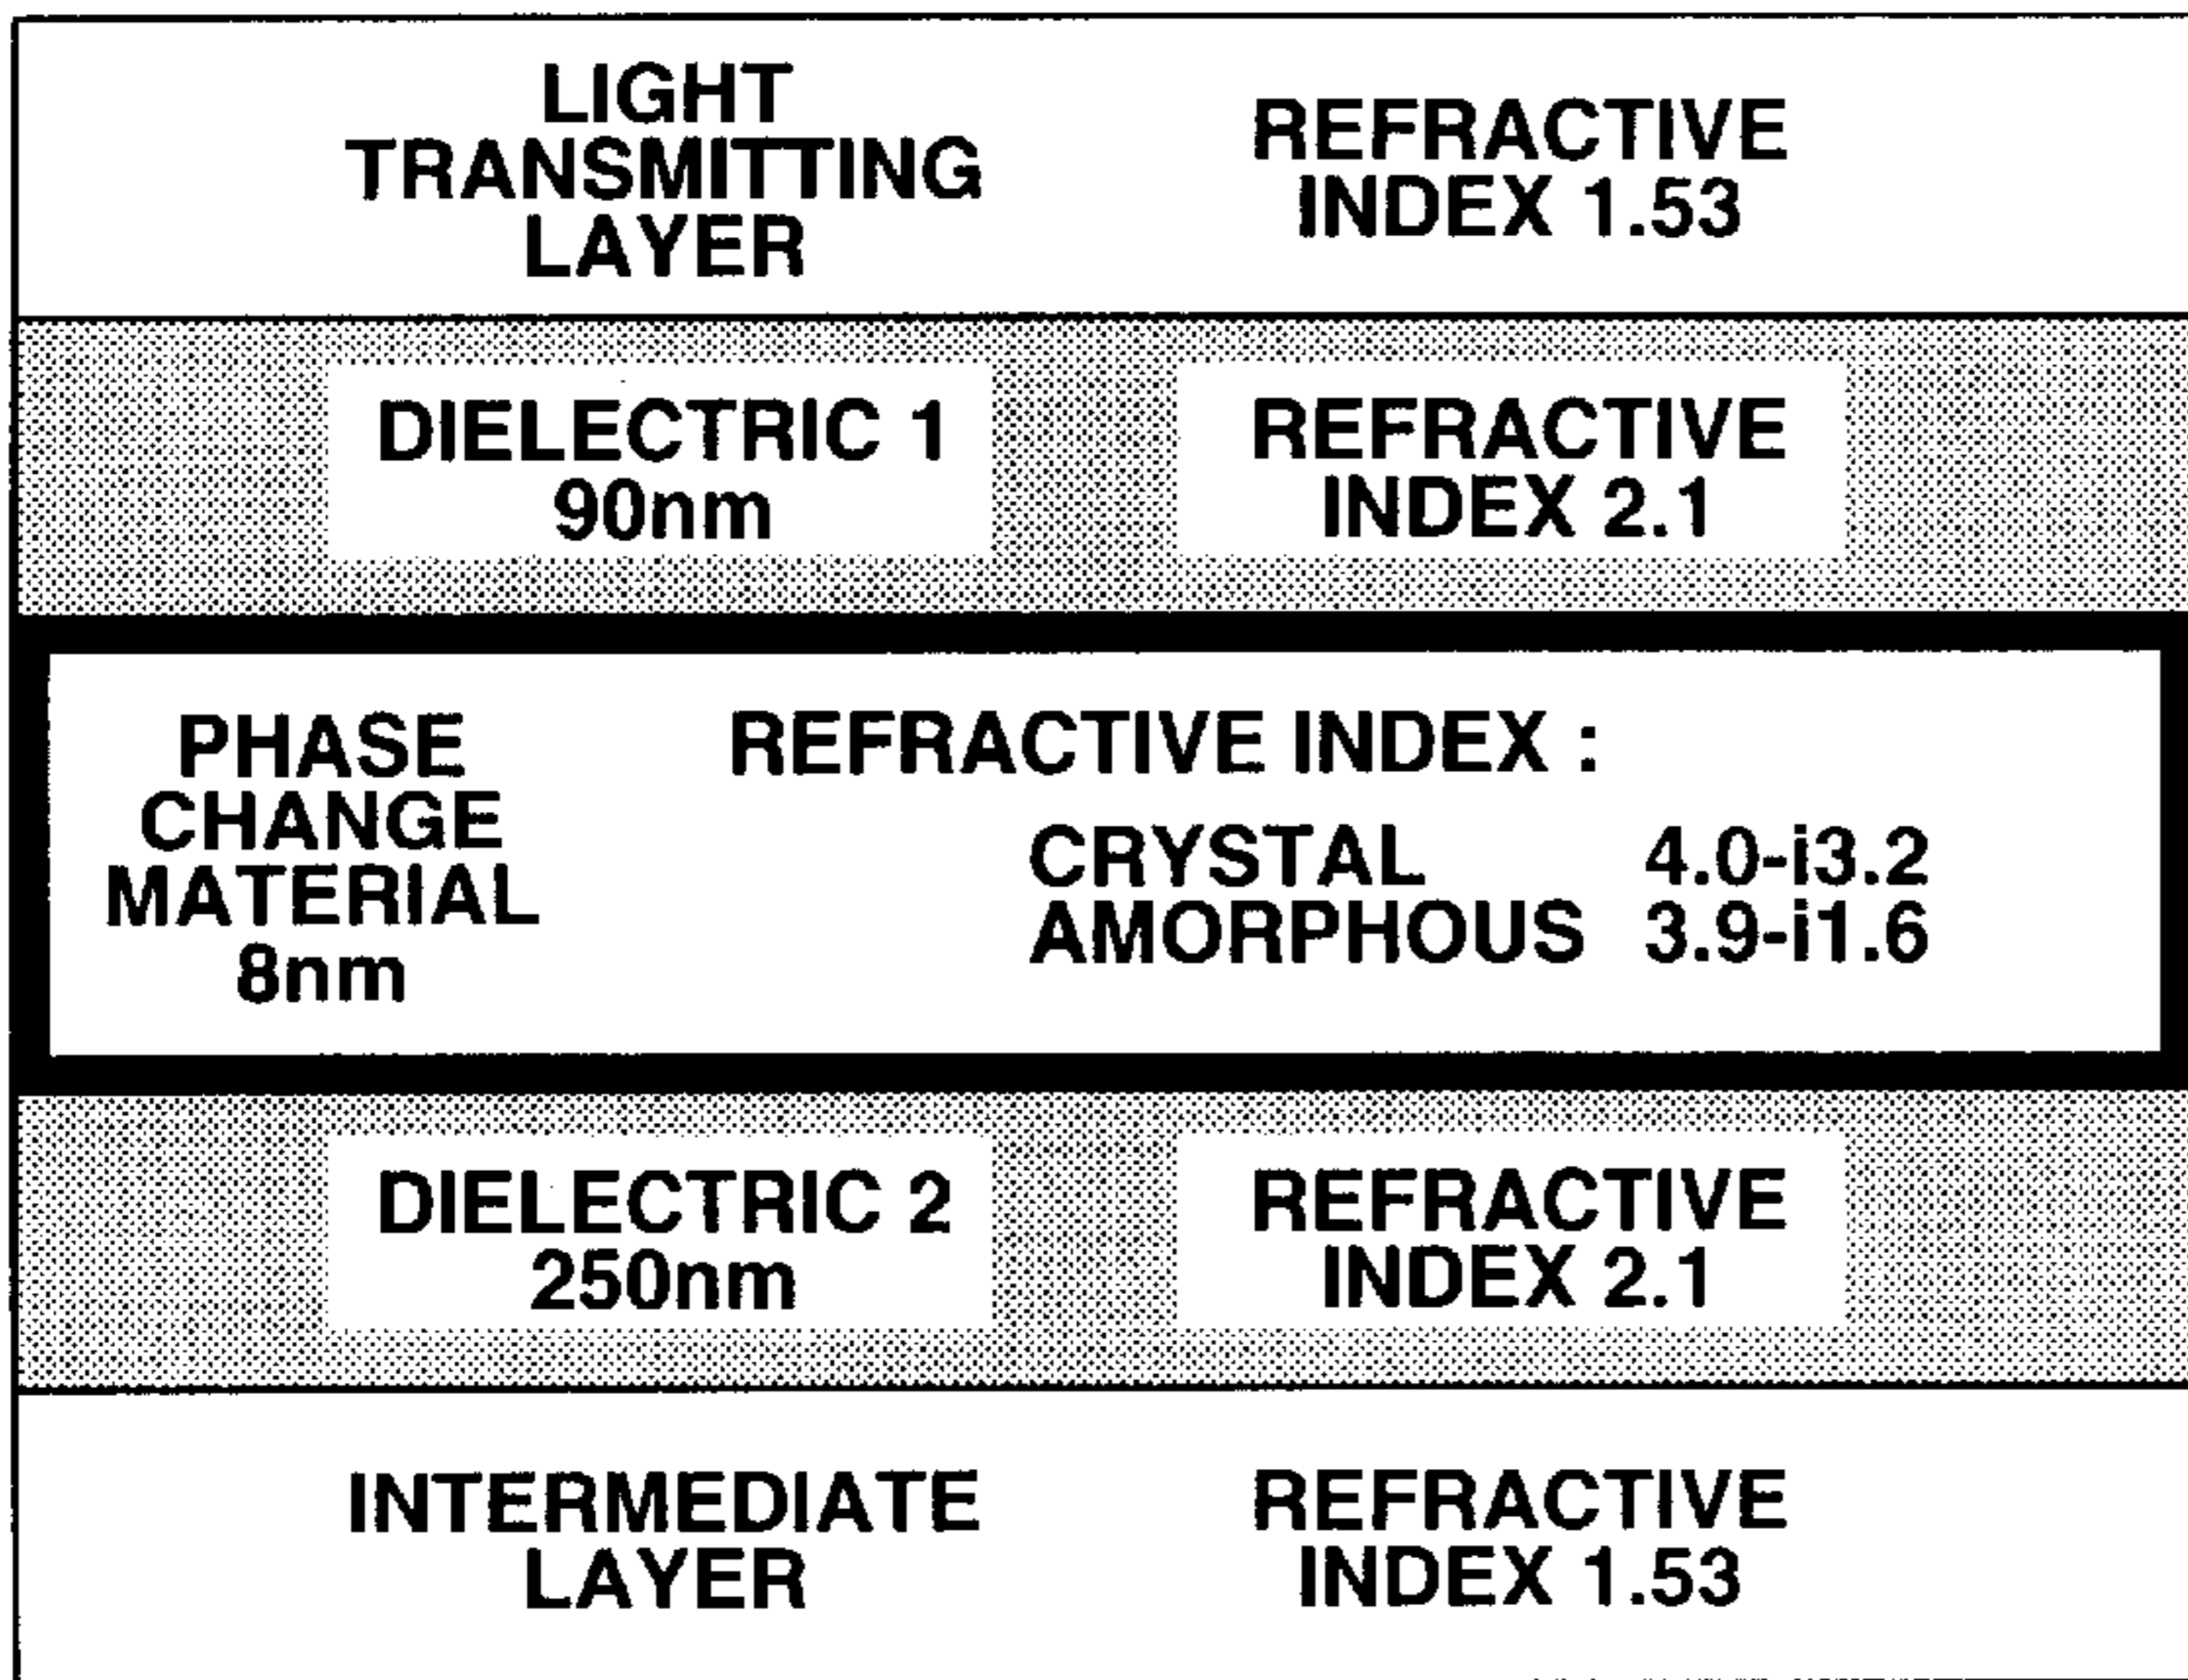 LIGHT
TRANSMITTING
LAYER
REFRACTIVE
INDEX 1.53
DIELECTRIC 1
90nm
REFRACTIVE
INDEX 2.1
PHASE
CHANGE
MATERIAL
8nm
REFRACTIVE INDEX :
CRYSTAL 4.0-i3.2
AMORPHOUS 3.9-i1.6
DIELECTRIC 2
250nm
REFRACTIVE
INDEX 2.1
INTERMEDIATE
LAYER
REFRACTIVE
INDEX 1.53